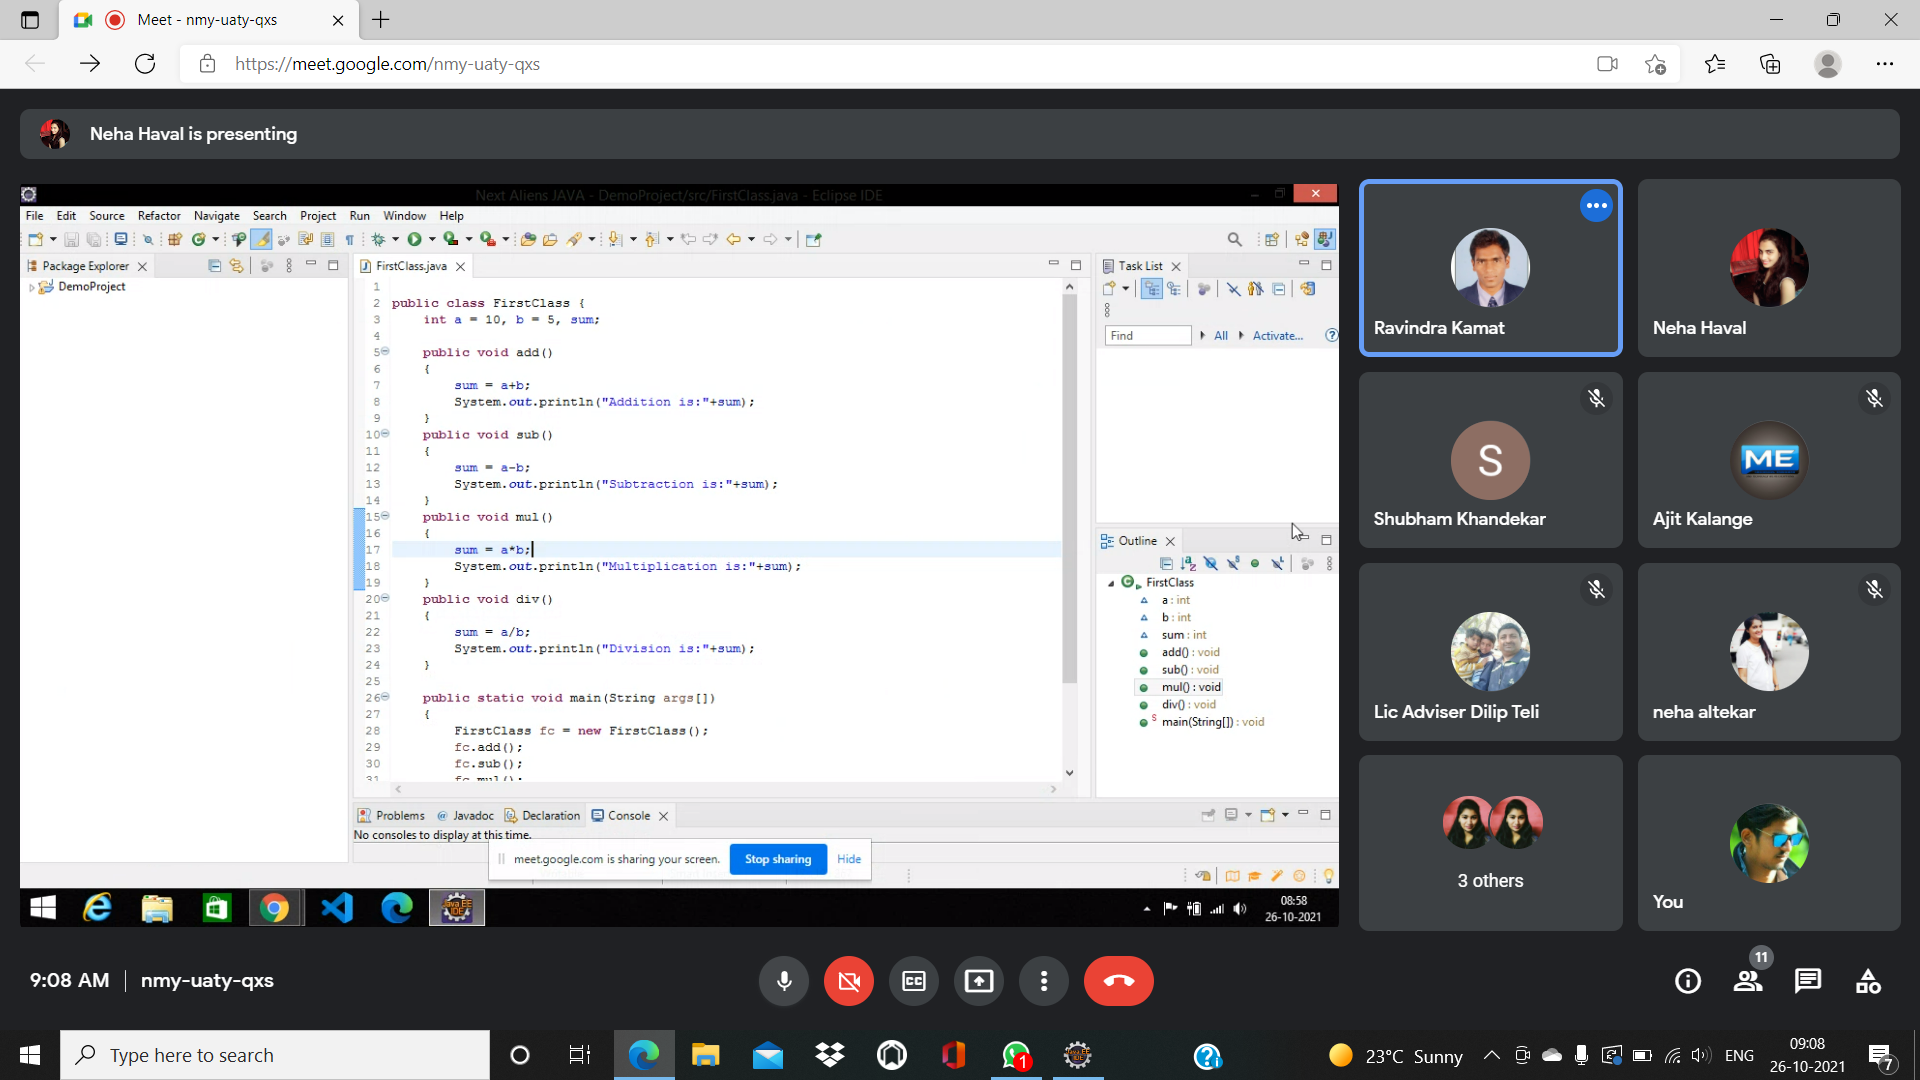 Meet - nmy-uaty-qxs
https://meet.google.com/nmy-uaty-qxs
Neha Haval is presenting
Next Aliens JAVA - DemoProject/src/FirstClass.java - Eclipse IDE
File Edit Source Refactor Navigate Search Project Run Window Help
Package Explorer
DemoProject
FirstClass.java
1
2 public class FirstClass {
3 int a = 10, b = 5, sum;
4
5 public void add()
6 {
7 sum = a+b;
8 System.out.println("Addition is:"+sum);
9 }
10 public void sub()
11 {
12 sum = a-b;
13 System.out.println("Subtraction is:"+sum);
14 }
15 public void mul()
16 {
17 sum = a*b;
18 System.out.println("Multiplication is:"+sum);
19 }
20 public void div()
21 {
22 sum = a/b;
23 System.out.println("Division is:"+sum);
24 }
25
26 public static void main(String args[])
27 {
28 FirstClass fc = new FirstClass();
29 fc.add();
30 fc.sub();
31 fc.mul();
Task List
Find All Activate...
Outline
FirstClass
a : int
b : int
sum : int
add() : void
sub() : void
mul() : void
div() : void
main(String[]) : void
Problems Javadoc Declaration Console
No consoles to display at this time.
meet.google.com is sharing your screen. Stop sharing Hide
Java EE
IDE
08:58
26-10-2021
Ravindra Kamat
Neha Haval
S
Shubham Khandekar
ME
Ajit Kalange
Lic Adviser Dilip Teli
neha altekar
3 others
You
9:08 AM nmy-uaty-qxs
CC
11
Type here to search
1
23°C Sunny
ENG
09:08
26-10-2021
7